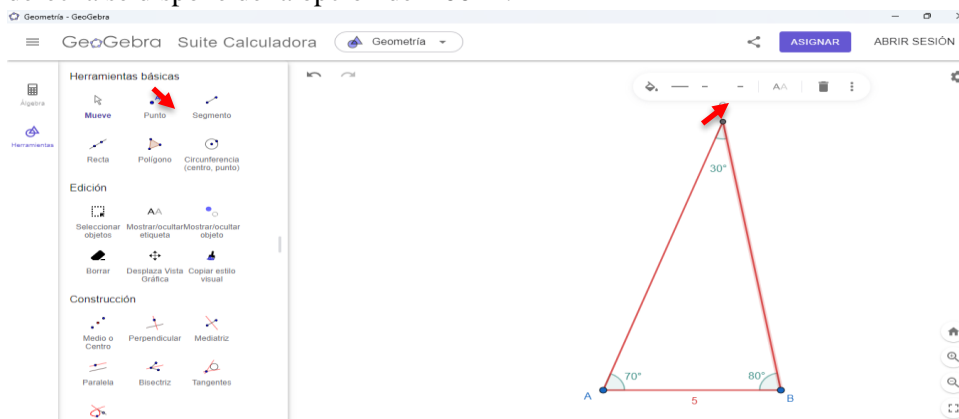 Geometría - GeoGebra
GeoGebra Suite Calculadora
Geometría
ASIGNAR
ABRIR SESIÓN
Álgebra
Herramientas
Herramientas básicas
Mueve
Punto
Segmento
Recta
Polígono
Circunferencia
(centro, punto)
Edición
Seleccionar
objetos
Mostrar/ocultar
etiqueta
Mostrar/ocultar
objeto
Borrar
Desplaza Vista
Gráfica
Copiar estilo
visual
Construcción
Medio o
Centro
Perpendicular
Mediatriz
Paralela
Bisectriz
Tangentes
AA
30°
70°
80°
A
5
B